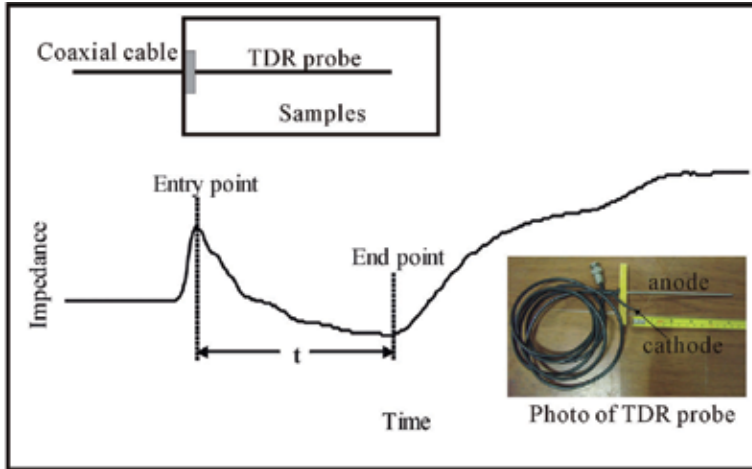 Coaxial cable
TDR probe
Samples
Entry point
End point
Impedance
t
Time
anode
cathode
Photo of TDR probe